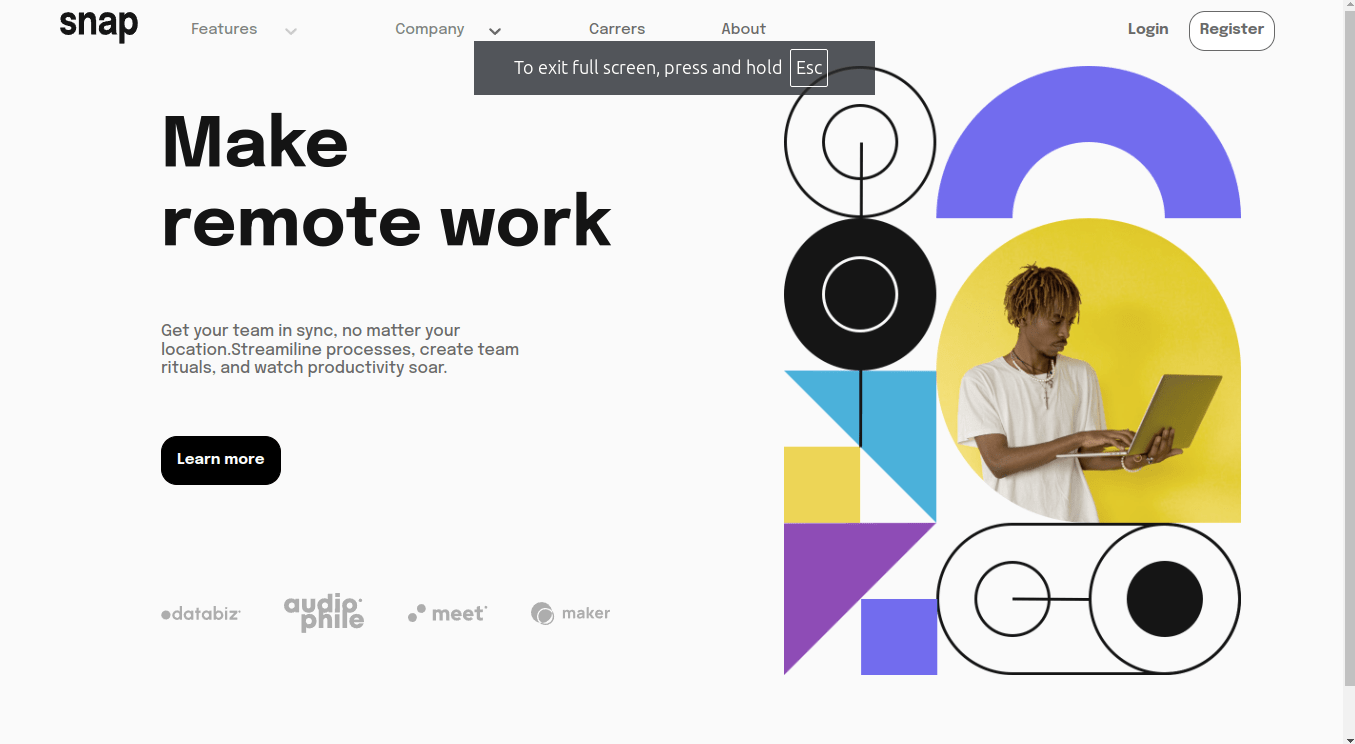 snap
Features
Company
Carrers
About
Login
Register
To exit full screen, press and hold Esc
Make
remote work
Get your team in sync, no matter your
location.Streamiline processes, create team
rituals, and watch productivity soar.
Learn more
databiz
audio
phile
meet
maker